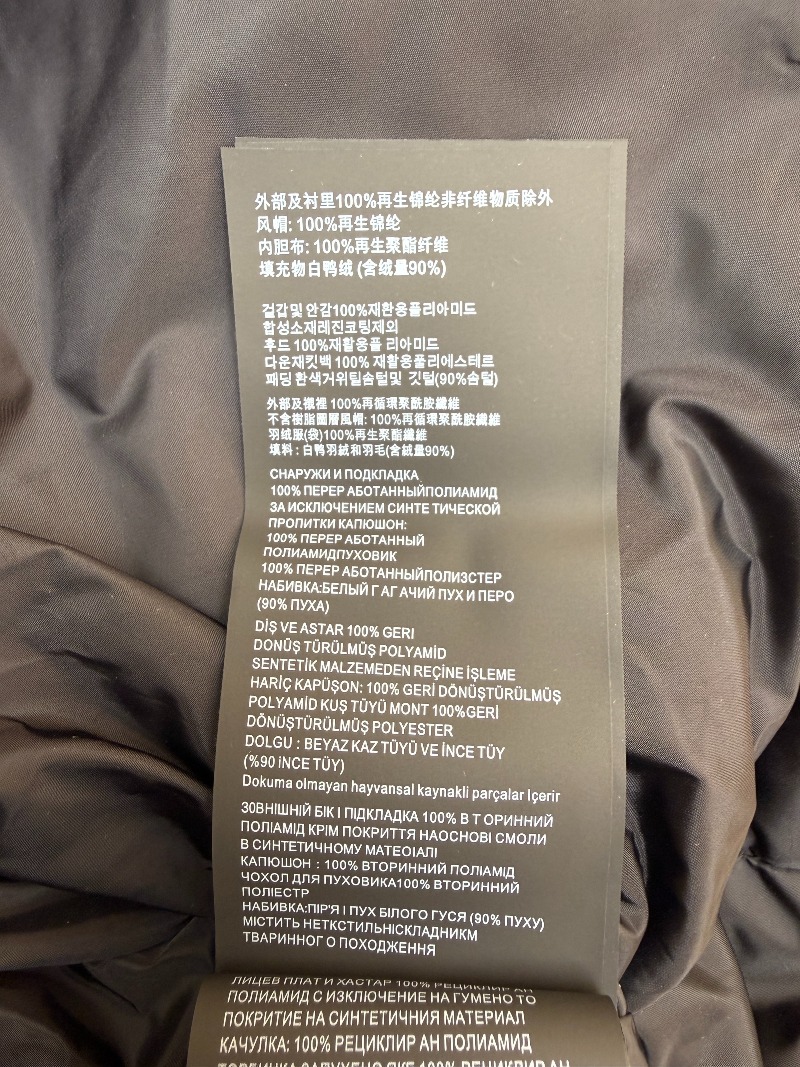 外部及衬里100%再生锦纶非纤维物质除外
风帽: 100%再生锦纶
内胆布: 100%再生聚酯纤维
填充物白鸭绒 (含绒量90%)
겉감및 안감100%재환용폴리아미드
합성소재레진코팅제외
후드 100%재활용폴 리아미드
다운재킷백 100% 재활용폴리에스테르
패딩 환색거위틸솜털및 깃털(90%솜털)
外部及襯裡 100%再循環聚酰胺纖維
不含樹脂圖層風帽: 100%再循環聚酰胺纖維
羽绒服(袋)100%再生聚酯纖維
填料 : 白鸭羽絨和羽毛(含絨量90%)
СНАРУЖИ И ПОДКЛАДКА
100% ПЕРЕР АБОТАННЫЙПОЛИАМИД
ЗА ИСКЛЮЧЕНИЕМ СИНТЕ ТИЧЕСКОЙ
ПРОПИТКИ КАПЮШОН:
100% ПЕРЕР АБОТАННЫЙ
ПОЛИАМИДПУХОВИК
100% ПЕРЕР АБОТАННЫЙПОЛИЗСТЕР
НАБИВКА:БЕЛЫЙ Г АГ АЧИЙ ПУХ И ПЕРО
(90% ПУХА)
DİŞ VE ASTAR 100% GERI
DONŪŞ TÜRÜLMÜŞ POLYAMİD
SENTETİK MALZEMEDEN REÇİNE İŞLEME
HARİÇ KAPÜŞON: 100% GERİ DÖNÜŞTÜRÜLMÜŞ
POLYAMİD KUŞ TÜYÜ MONT 100%GERİ
DÖNÜŞTÜRÜLMÜŞ POLYESTER
DOLGU : BEYAZ KAZ TÜYÜ VE İNCE TÜY
(%90 iNCE TÜY)
Dokuma olmayan hayvansal kaynakli parçalar Içerir
30ВНІШНІЙ БІК І ПІДКЛАДКА 100% В Т ОРИННИЙ
ПОЛІАМІД КРІМ ПОКРИТТЯ НАОСНОВІ СМОЛИ
В СИНТЕТИЧНОМУ МАТЕОІАЛІ
КАПЮШОН : 100% ВТОРИННИЙ ПОЛІАМІД
ЧОХОЛ ДЛЯ ПУХОВИКА100% ВТОРИННИЙ
ПОЛІЕСТР
НАБИВКА:ПІР'Я І ПУХ БІЛОГО ГУСЯ (90% ПУХУ)
МІСТИТЬ НЕТКСТИЛЬНІСКЛАДНИКМ
ТВАРИННОГ О ПОХОДЖЕННЯ
ЛИЦЕВ ПЛАТ И ХАСТАР 100% РЕЦИКЛИР АН
ПОЛИАМИД С ИЗКЛЮЧЕНИЕ НА ГУМЕНО ТО
ПОКРИТИЕ НА СИНТЕТИЧНИЯ МАТЕРИАЛ
КАЧУЛКА: 100% РЕЦИКЛИР АН ПОЛИАМИД
100% РЕЦИКЛИР АН